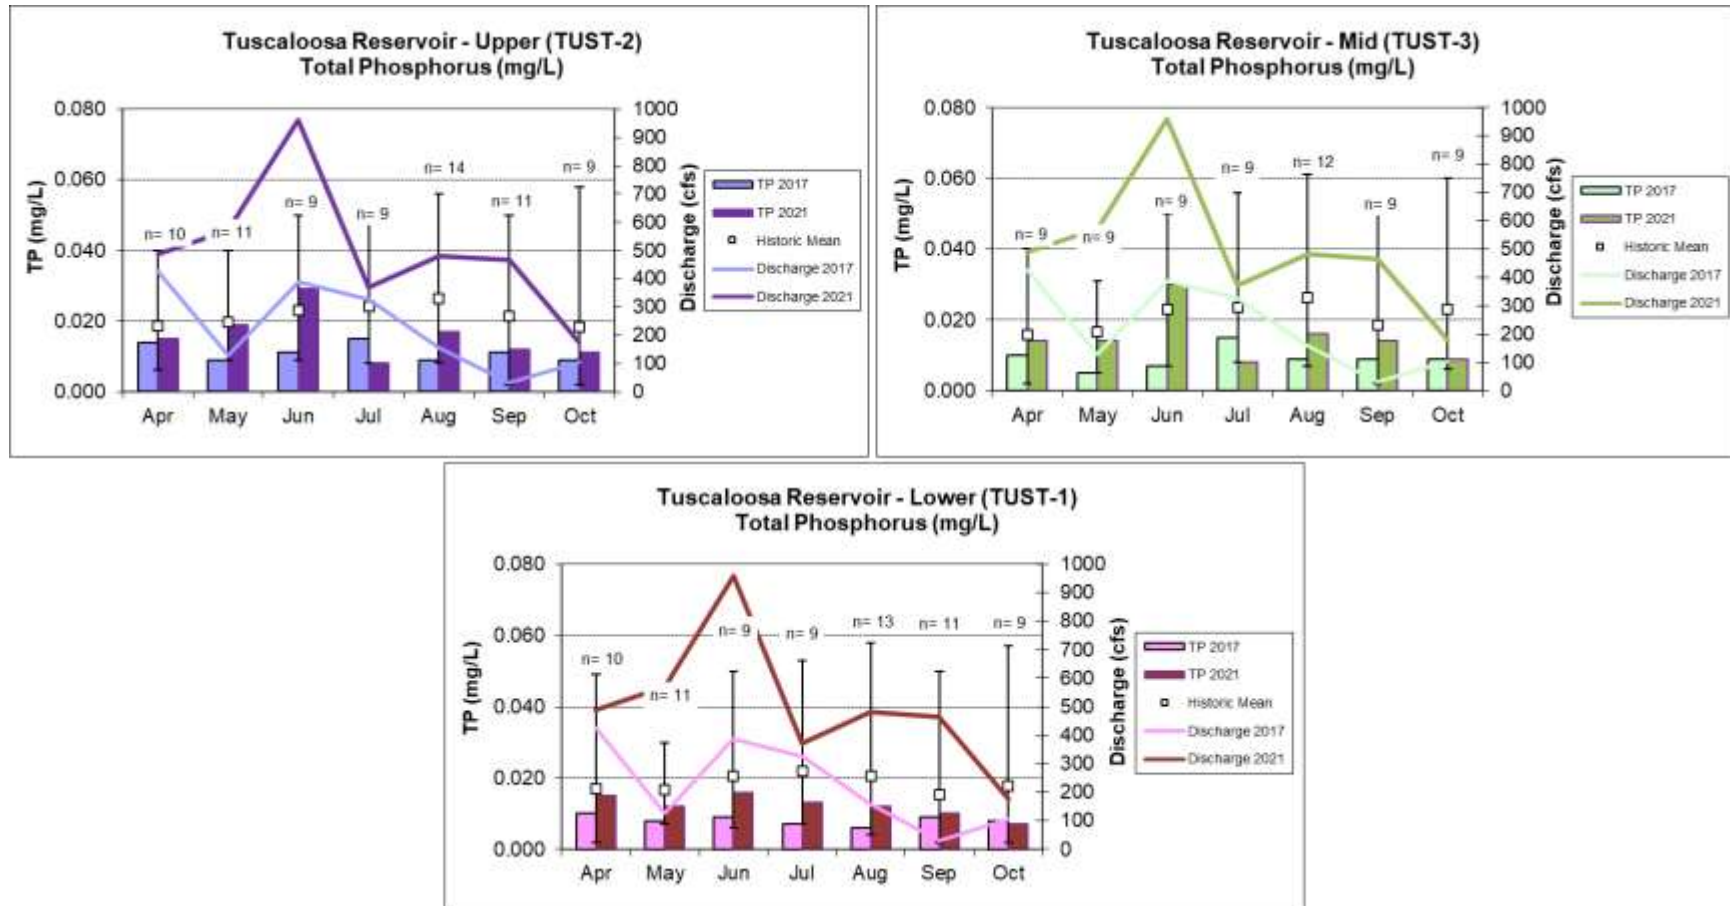 Tuscaloosa Reservoir - Upper (TUST-2)
Total Phosphorus (mg/L)
TP (mg/L)
0.080
0.060
0.040
0.020
0.000
n= 10
n= 11
n= 9
n= 9
n= 14
n= 11
n= 9
1000
900
800
700
600
500
400
300
200
100
0
Discharge (cfs)
Apr May Jun Jul Aug Sep Oct
TP 2017
TP 2021
Historic Mean
Discharge 2017
Discharge 2021
Tuscaloosa Reservoir - Mid (TUST-3)
Total Phosphorus (mg/L)
TP (mg/L)
0.080
0.060
0.040
0.020
0.000
n= 9
n= 9
n= 9
n= 9
n= 12
n= 9
n= 9
1000
900
800
700
600
500
400
300
200
100
0
Discharge (cfs)
Apr May Jun Jul Aug Sep Oct
TP 2017
TP 2021
Historic Mean
Discharge 2017
Discharge 2021
Tuscaloosa Reservoir - Lower (TUST-1)
Total Phosphorus (mg/L)
TP (mg/L)
0.080
0.060
0.040
0.020
0.000
n= 10
n= 11
n= 9
n= 9
n= 13
n= 11
n= 9
1000
900
800
700
600
500
400
300
200
100
0
Discharge (cfs)
Apr May Jun Jul Aug Sep Oct
TP 2017
TP 2021
Historic Mean
Discharge 2017
Discharge 2021